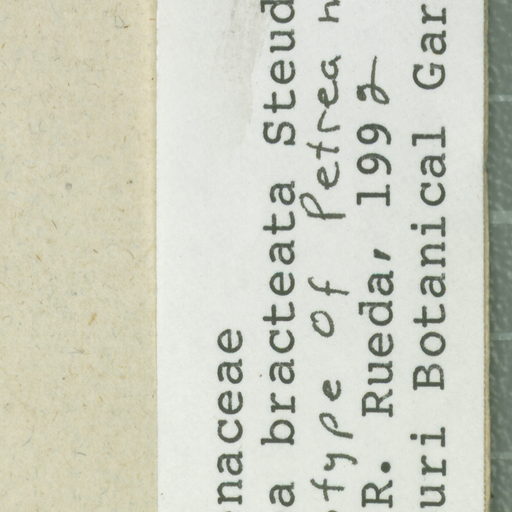 naceae
a bracteata Steud
type of Petrea
R. Rueda, 1992
uri Botanical Gar